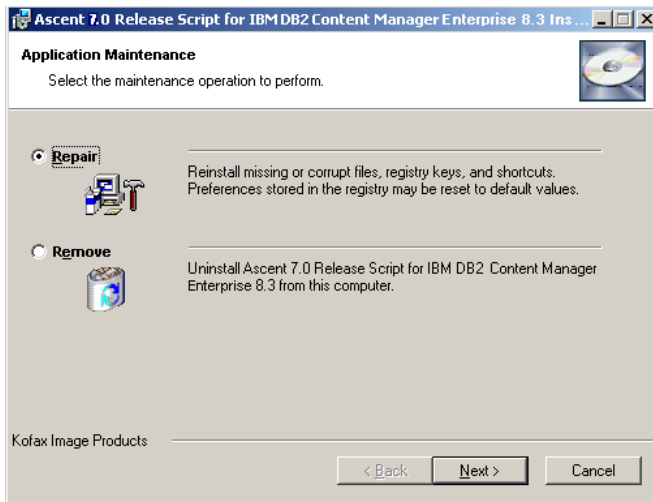 Ascent 7.0 Release Script for IBM DB2 Content Manager Enterprise 8.3 Ins...
Application Maintenance
Select the maintenance operation to perform.
Repair
Reinstall missing or corrupt files, registry keys, and shortcuts.
Preferences stored in the registry may be reset to default values.
Remove
Uninstall Ascent 7.0 Release Script for IBM DB2 Content Manager
Enterprise 8.3 from this computer.
Kofax Image Products
< Back
Next >
Cancel